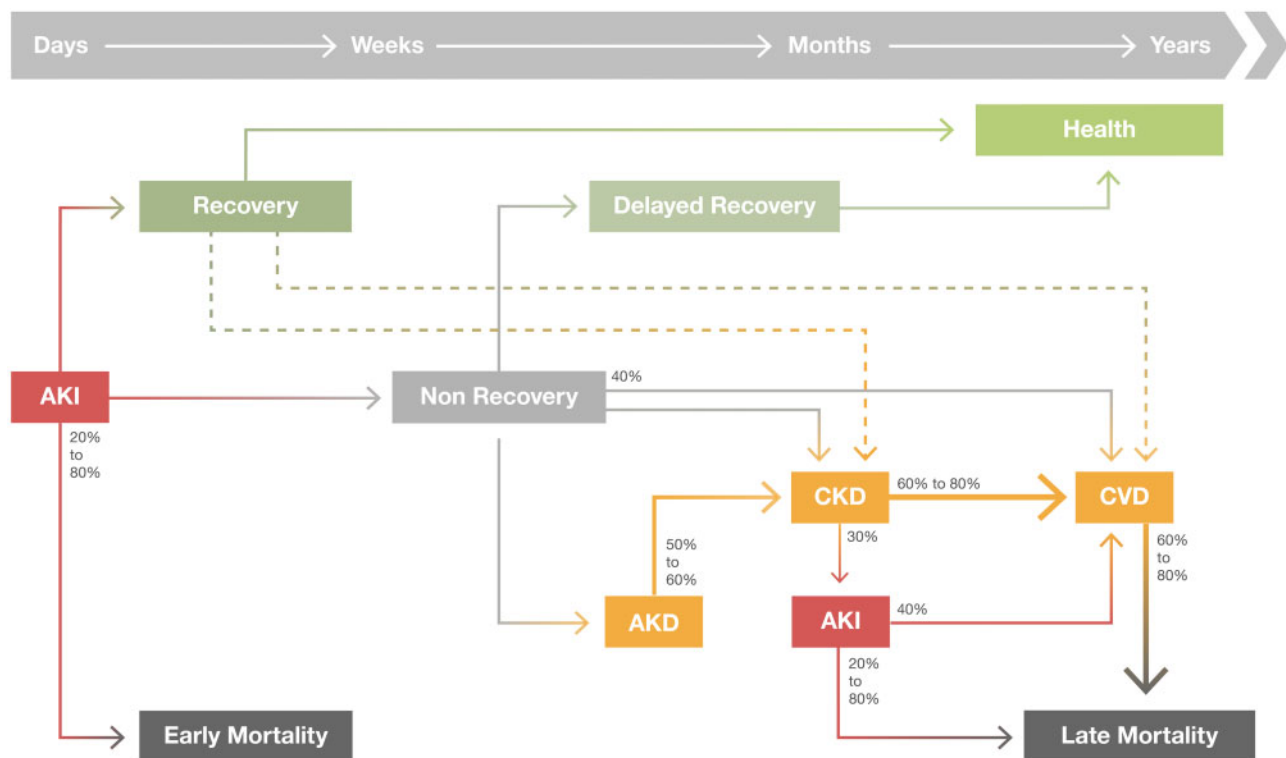 Days
Weeks
Months
Years
Health
Recovery
Delayed Recovery
AKI
20%
to
80%
Non Recovery
40%
CKD
60% to 80%
CVD
50%
to
60%
30%
60%
to
80%
AKD
AKI
40%
20%
to
80%
Early Mortality
Late Mortality